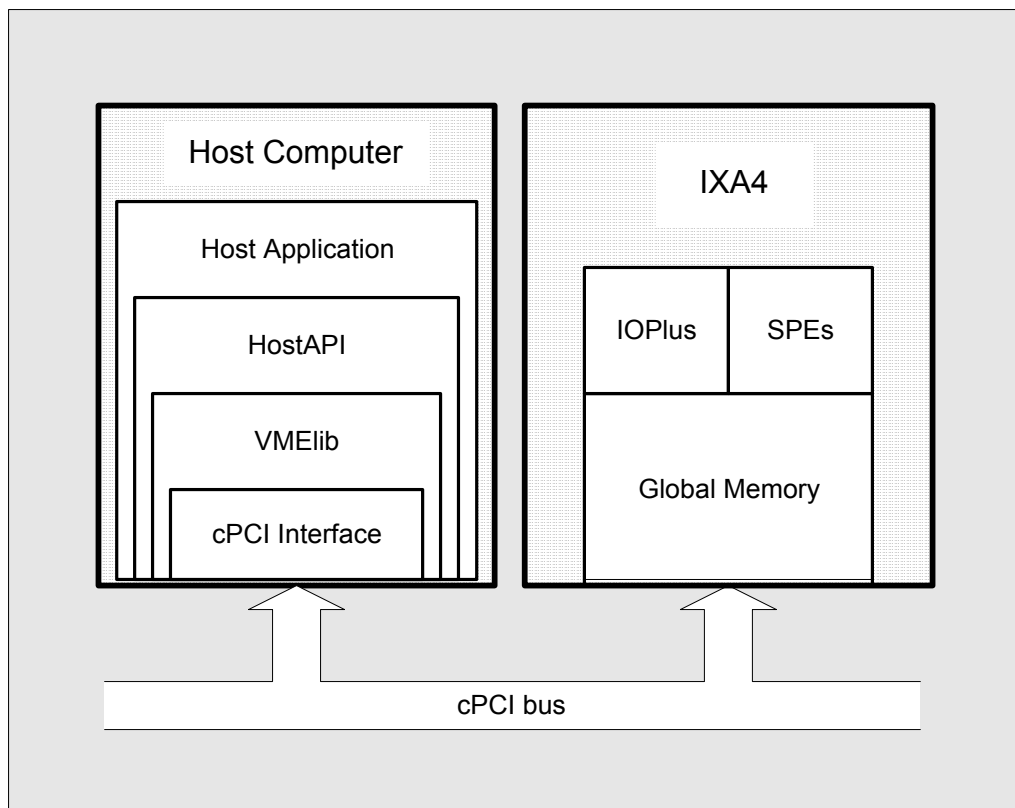 Host Computer
Host Application
HostAPI
VMElib
cPCI Interface
IXA4
IOPlus
SPEs
Global Memory
cPCI bus